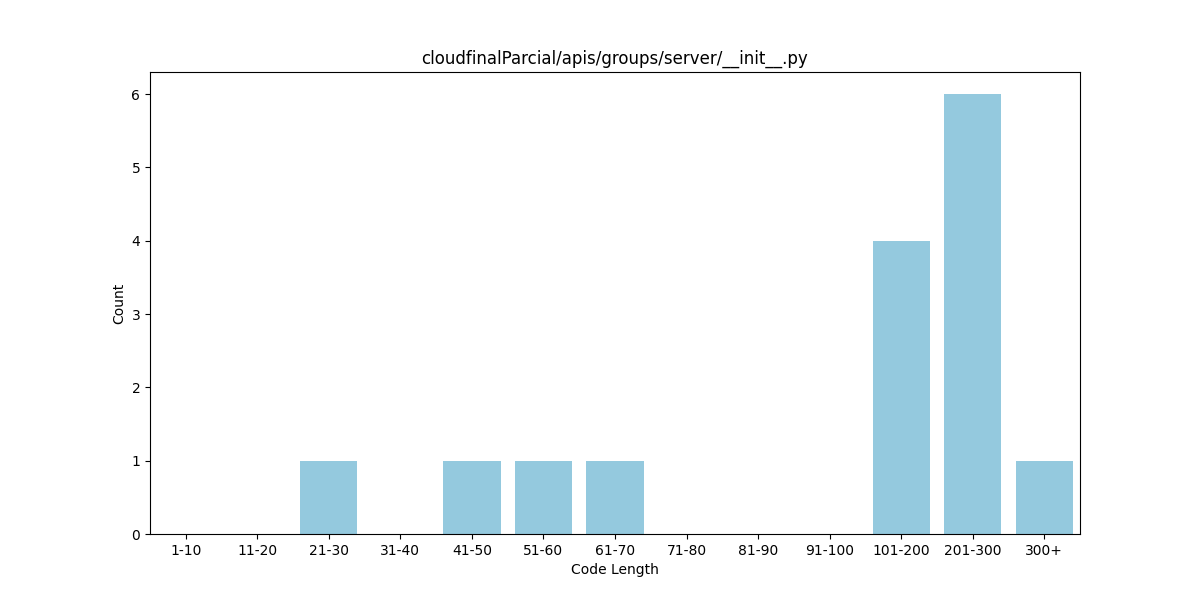 cloudfinalParcial/apis/groups/server/__init__.py
6
5
4
3
2
1
0
Count
1-10 11-20 21-30 31-40 41-50 51-60 61-70 71-80 81-90 91-100 101-200 201-300 300+
Code Length